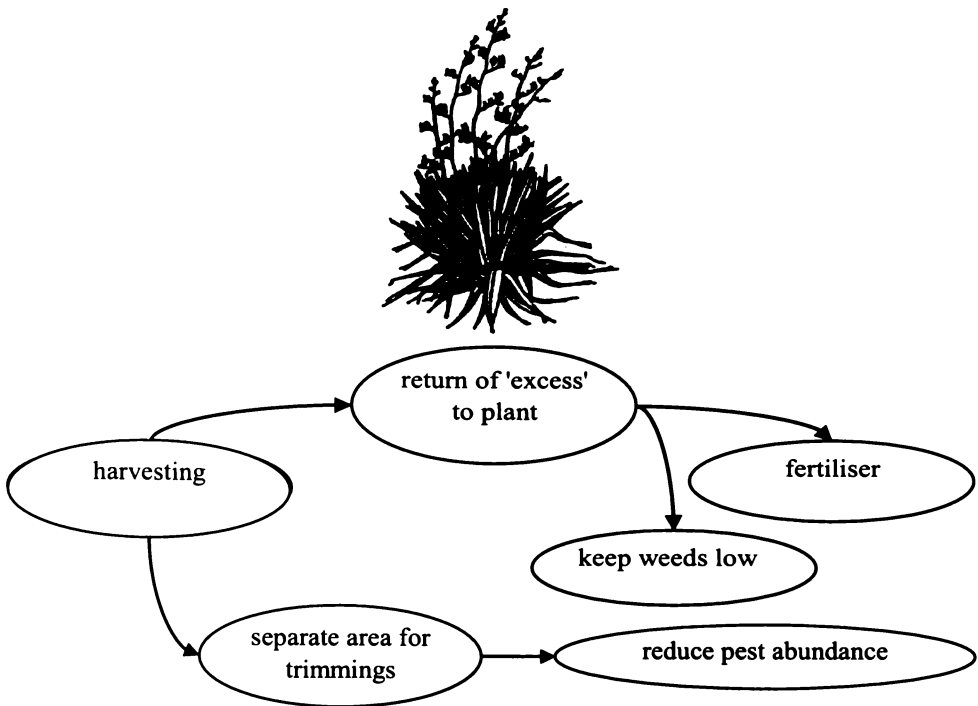 return of 'excess'
to plant
harvesting
fertiliser
keep weeds low
separate area for
trimmings
reduce pest abundance